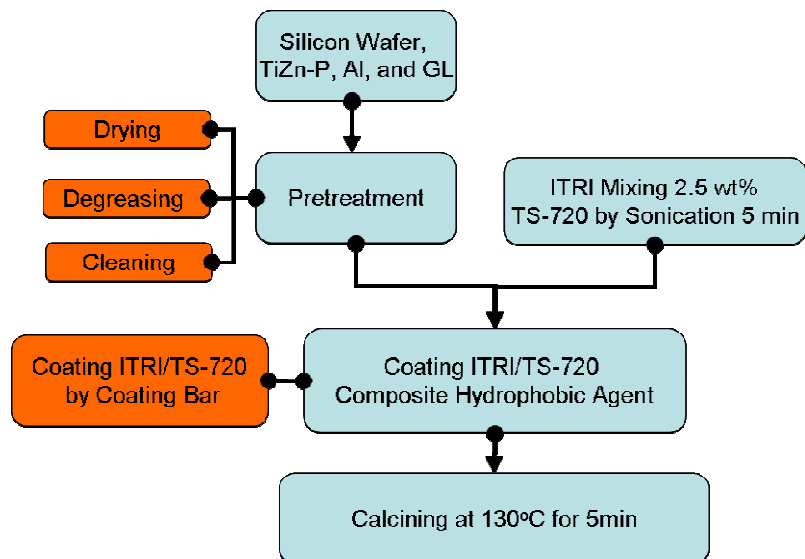 Silicon Wafer,
TiZn-P, Al, and GL
Drying
Degreasing
Cleaning
Pretreatment
ITRI Mixing 2.5 wt%
TS-720 by Sonication 5 min
Coating ITRI/TS-720
by Coating Bar
Coating ITRI/TS-720
Composite Hydrophobic Agent
Calcining at 130ºC for 5min